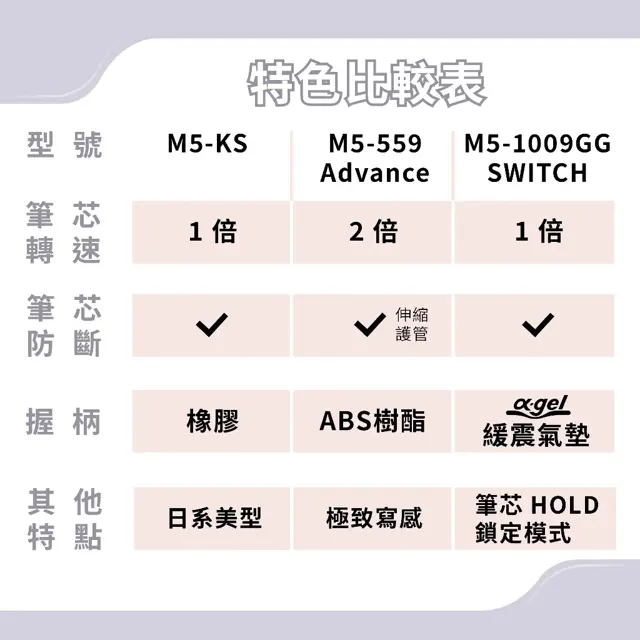 特色比較表
型號 M5-KS M5-559 Advance M5-1009GG SWITCH
筆芯轉速 1 倍 2 倍 1 倍
筆芯防斷 ✓ ✓ 伸縮護管 ✓
握柄 橡膠 ABS樹酯 α-gel 緩震氣墊
其他特點 日系美型 極致寫感 筆芯 HOLD 鎖定模式